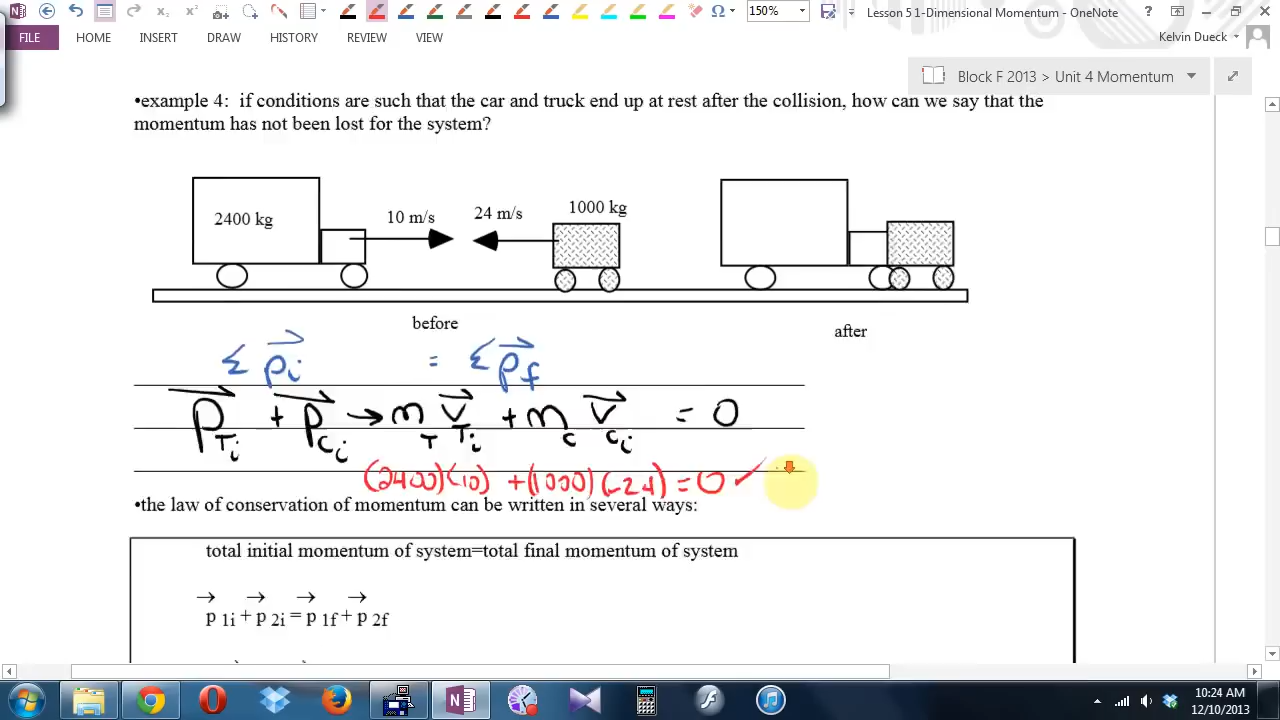 150% Lesson 5 1-Dimensional Momentum - OneNote
FILE HOME INSERT DRAW HISTORY REVIEW VIEW Kelvin Dueck
Block F 2013 > Unit 4 Momentum
•example 4: if conditions are such that the car and truck end up at rest after the collision, how can we say that the
momentum has not been lost for the system?
2400 kg 10 m/s 24 m/s 1000 kg
before after
Σ p⃗i = Σ p⃗f
p⃗Ti + p⃗Ci → mT v⃗Ti + mc v⃗ci = 0
(2400)(10) + (1000)(-24) = 0 ✓
•the law of conservation of momentum can be written in several ways:
total initial momentum of system=total final momentum of system
→ → → →
p 1i + p 2i = p 1f + p 2f
10:24 AM
12/10/2013